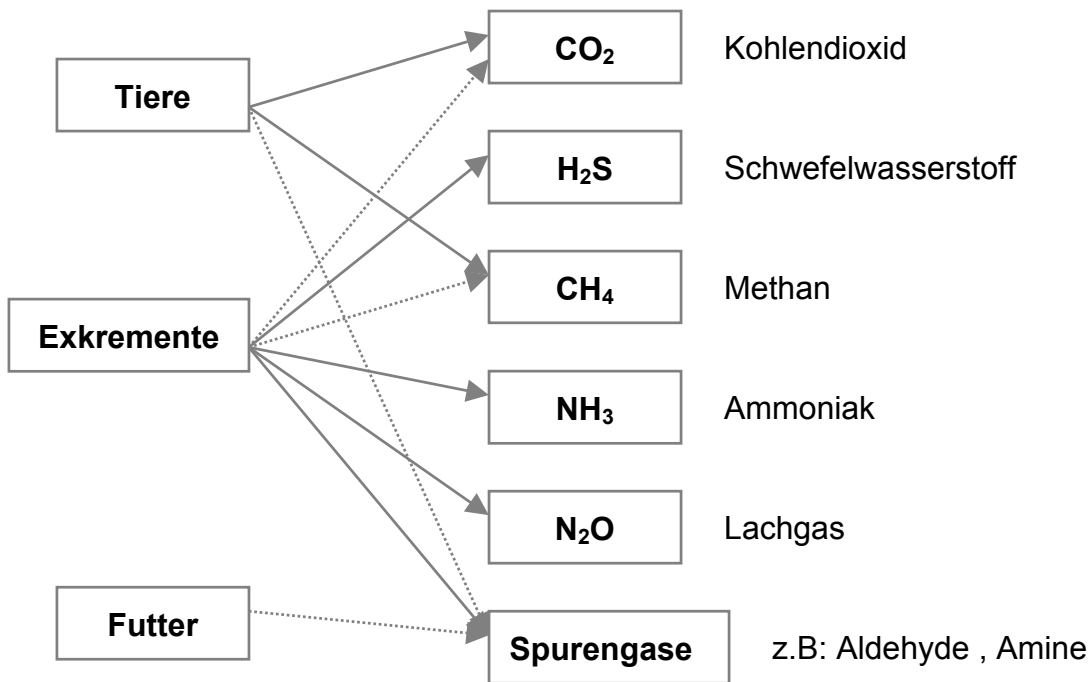 Tiere
Exkremente
Futter
CO₂ Kohlendioxid
H₂S Schwefelwasserstoff
CH₄ Methan
NH₃ Ammoniak
N₂O Lachgas
Spurengase z.B: Aldehyde , Amine